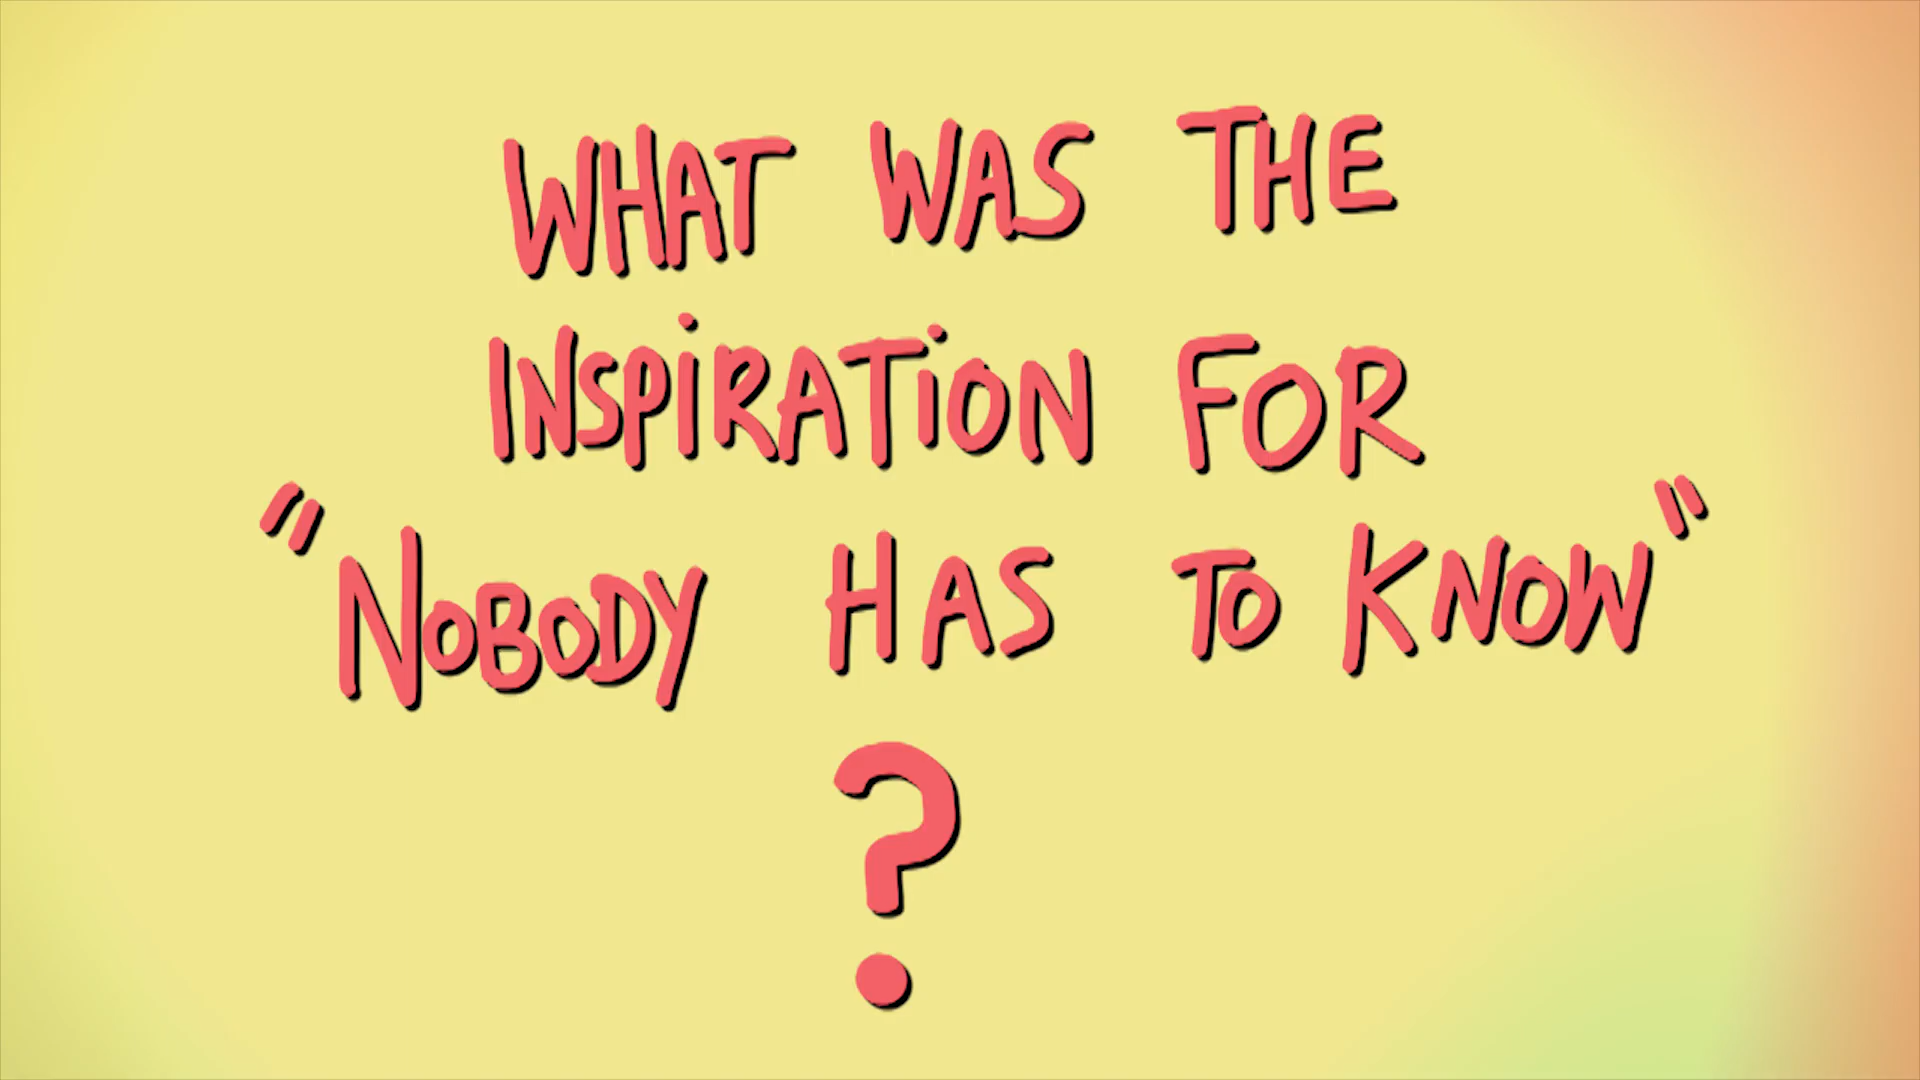 WHAT WAS THE
INSPIRATION FOR
"NOBODY HAS TO KNOW"
?